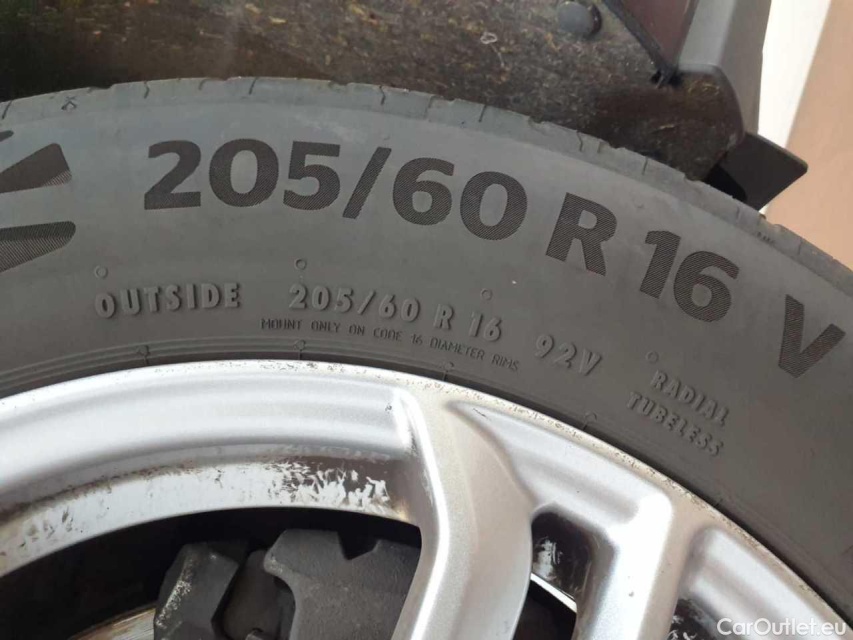 205/60 R 16 V
OUTSIDE 205/60 R 16 92V
MOUNT ONLY ON CODE 16 DIAMETER RIMS
RADIAL
TUBELESS
CarOutlet.eu